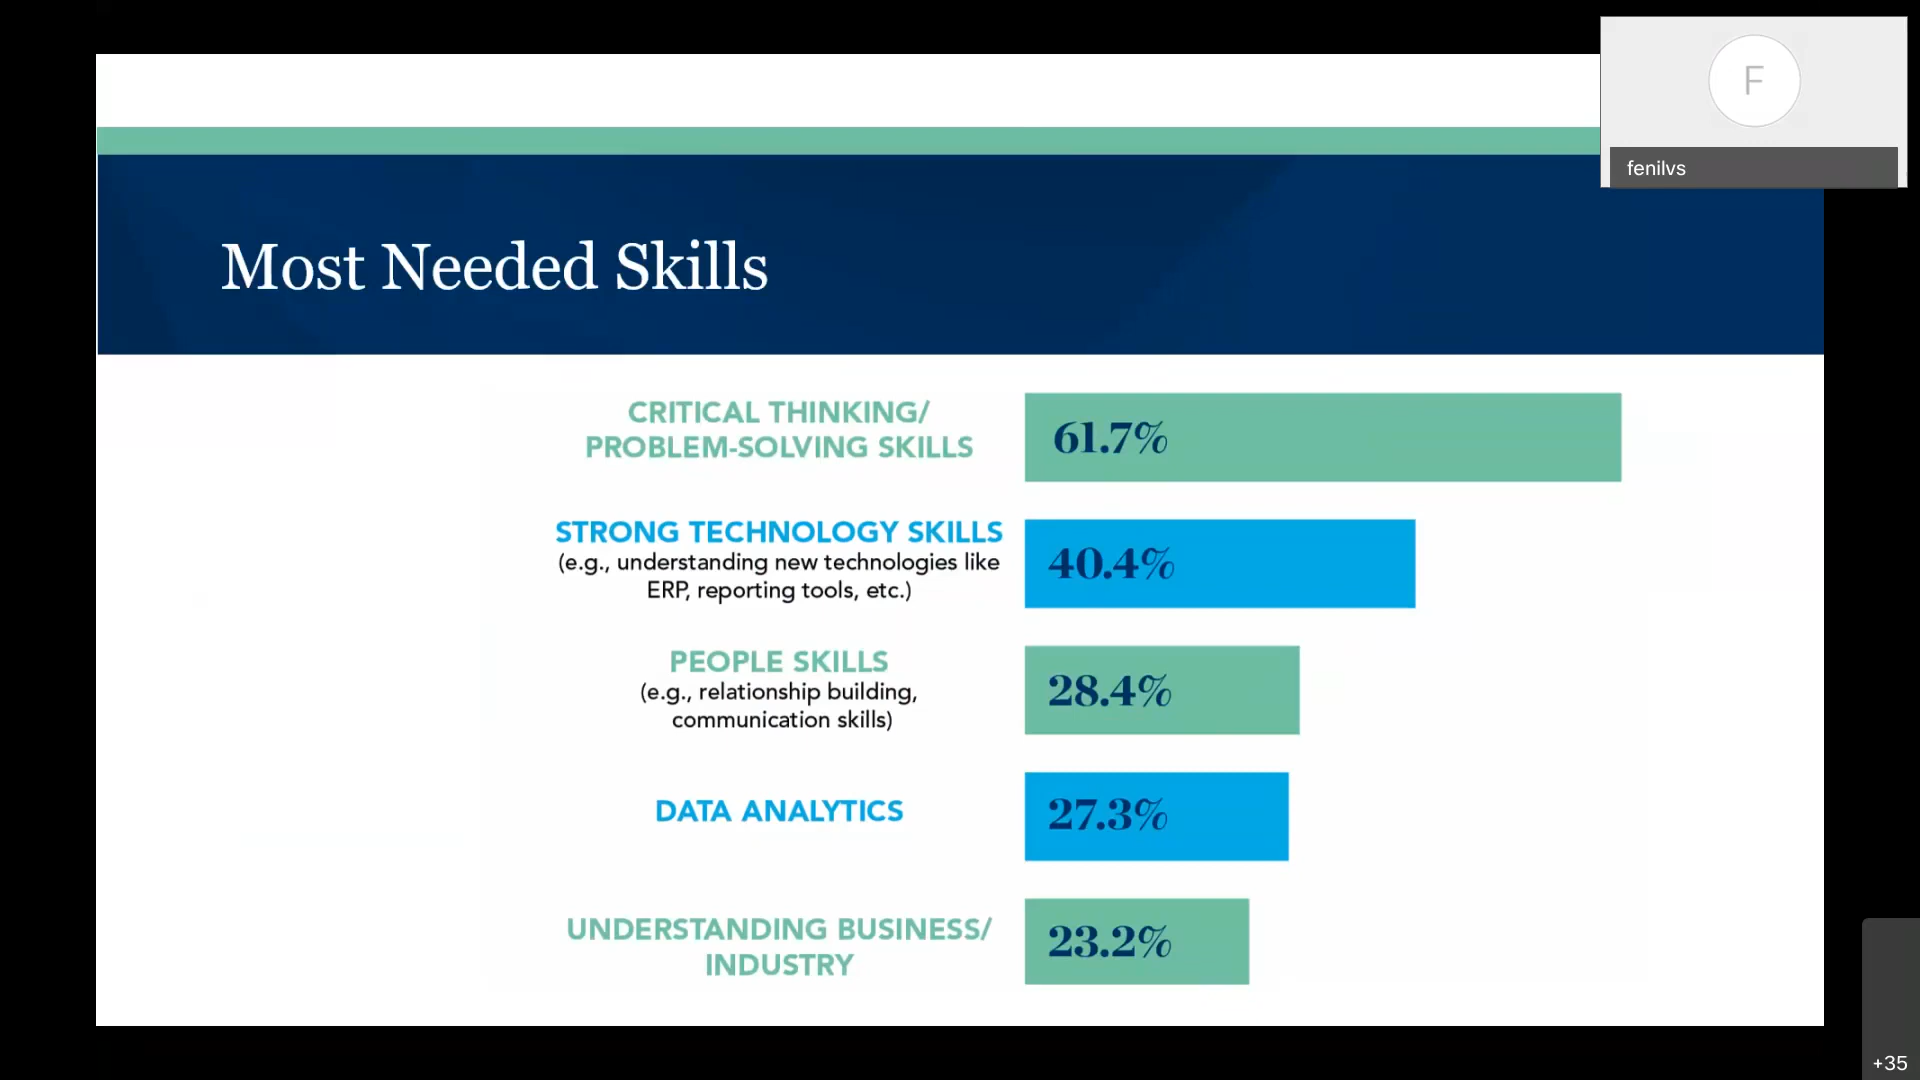 F
fenilvs
Most Needed Skills
CRITICAL THINKING/
PROBLEM-SOLVING SKILLS
61.7%
STRONG TECHNOLOGY SKILLS
(e.g., understanding new technologies like
ERP, reporting tools, etc.)
40.4%
PEOPLE SKILLS
(e.g., relationship building,
communication skills)
28.4%
DATA ANALYTICS
27.3%
UNDERSTANDING BUSINESS/
INDUSTRY
23.2%
+35